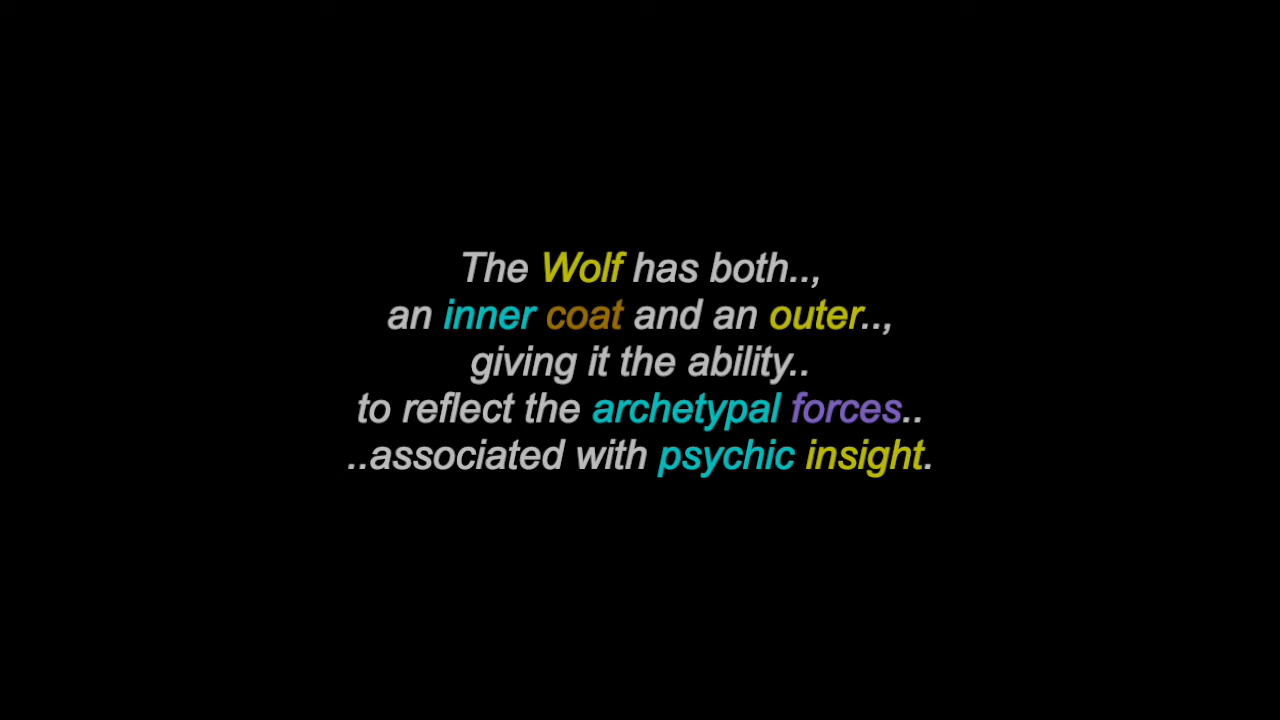 The Wolf has both..,
an inner coat and an outer..,
giving it the ability..
to reflect the archetypal forces..
..associated with psychic insight.